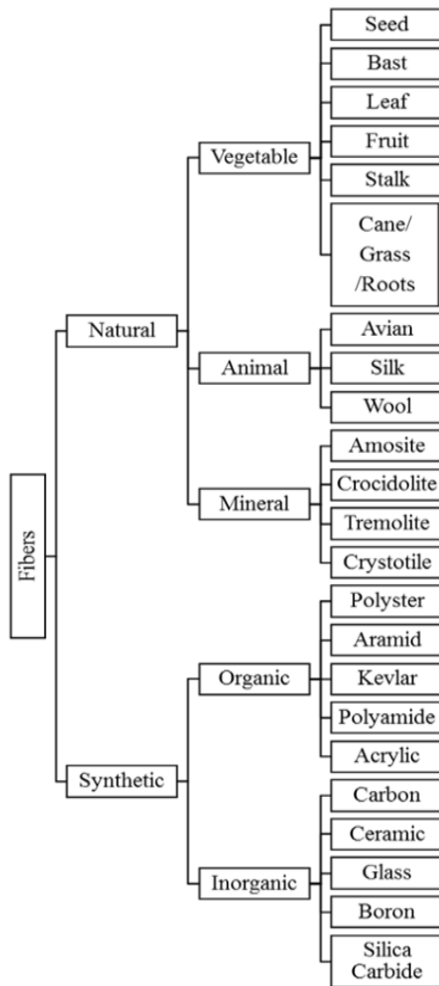 Seed
Bast
Leaf
Vegetable
Fruit
Stalk
Cane/
Grass
/Roots
Natural
Avian
Animal
Silk
Wool
Amosite
Crocidolite
Mineral
Tremolite
Crystotile
Fibers
Polyster
Aramid
Organic
Kevlar
Polyamide
Acrylic
Synthetic
Carbon
Ceramic
Inorganic
Glass
Boron
Silica
Carbide